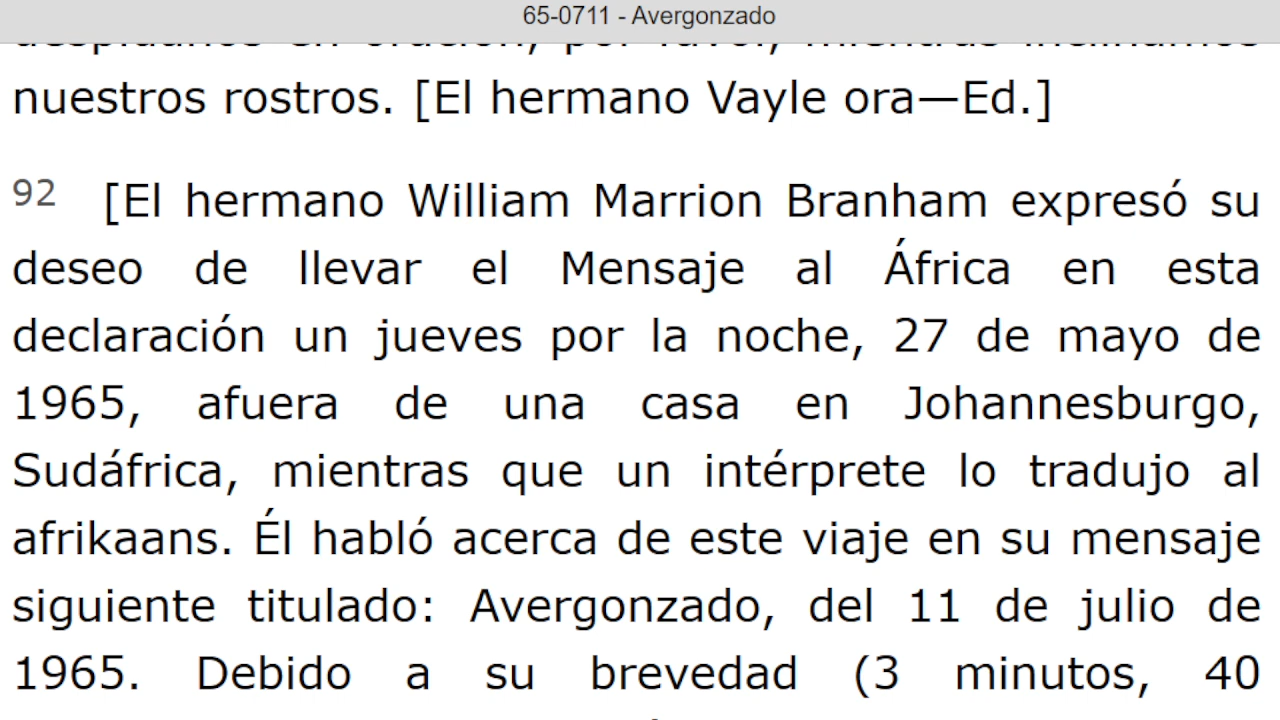 65-0711 - Avergonzado
nuestros rostros. [El hermano Vayle ora—Ed.]
92 [El hermano William Marrion Branham expresó su
deseo de llevar el Mensaje al África en esta
declaración un jueves por la noche, 27 de mayo de
1965, afuera de una casa en Johannesburgo,
Sudáfrica, mientras que un intérprete lo tradujo al
afrikaans. Él habló acerca de este viaje en su mensaje
siguiente titulado: Avergonzado, del 11 de julio de
1965. Debido a su brevedad (3 minutos, 40